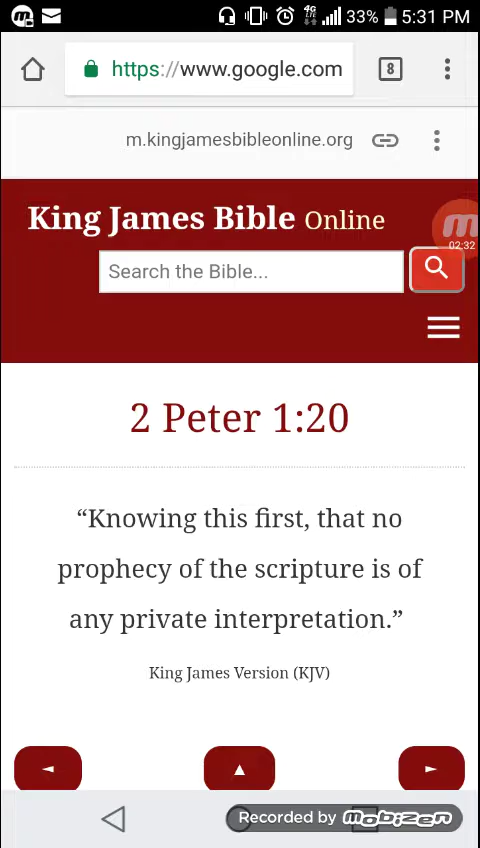 4G LTE 33% 5:31 PM
https://www.google.com 8
m.kingjamesbibleonline.org
King James Bible Online
02:32
Search the Bible...
2 Peter 1:20
“Knowing this first, that no
prophecy of the scripture is of
any private interpretation.”
King James Version (KJV)
Recorded by mobizen